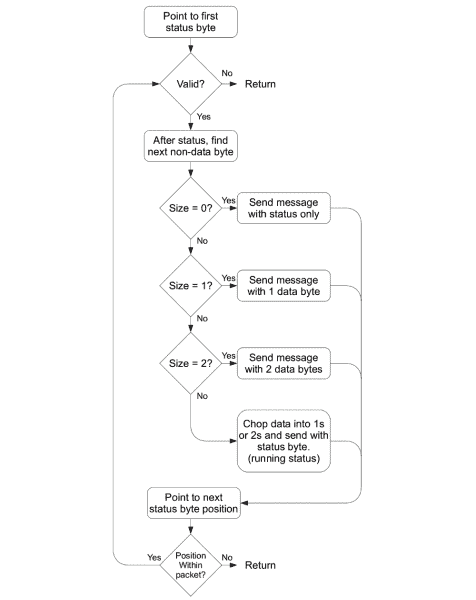 Point to first
status byte
Valid?
No
Return
Yes
After status, find
next non-data byte
Size = 0?
Yes
Send message
with status only
No
Size = 1?
Yes
Send message
with 1 data byte
No
Size = 2?
Yes
Send message
with 2 data bytes
No
Chop data into 1s
or 2s and send with
status byte.
(running status)
Point to next
status byte position
Yes
Position
Within
packet?
No
Return